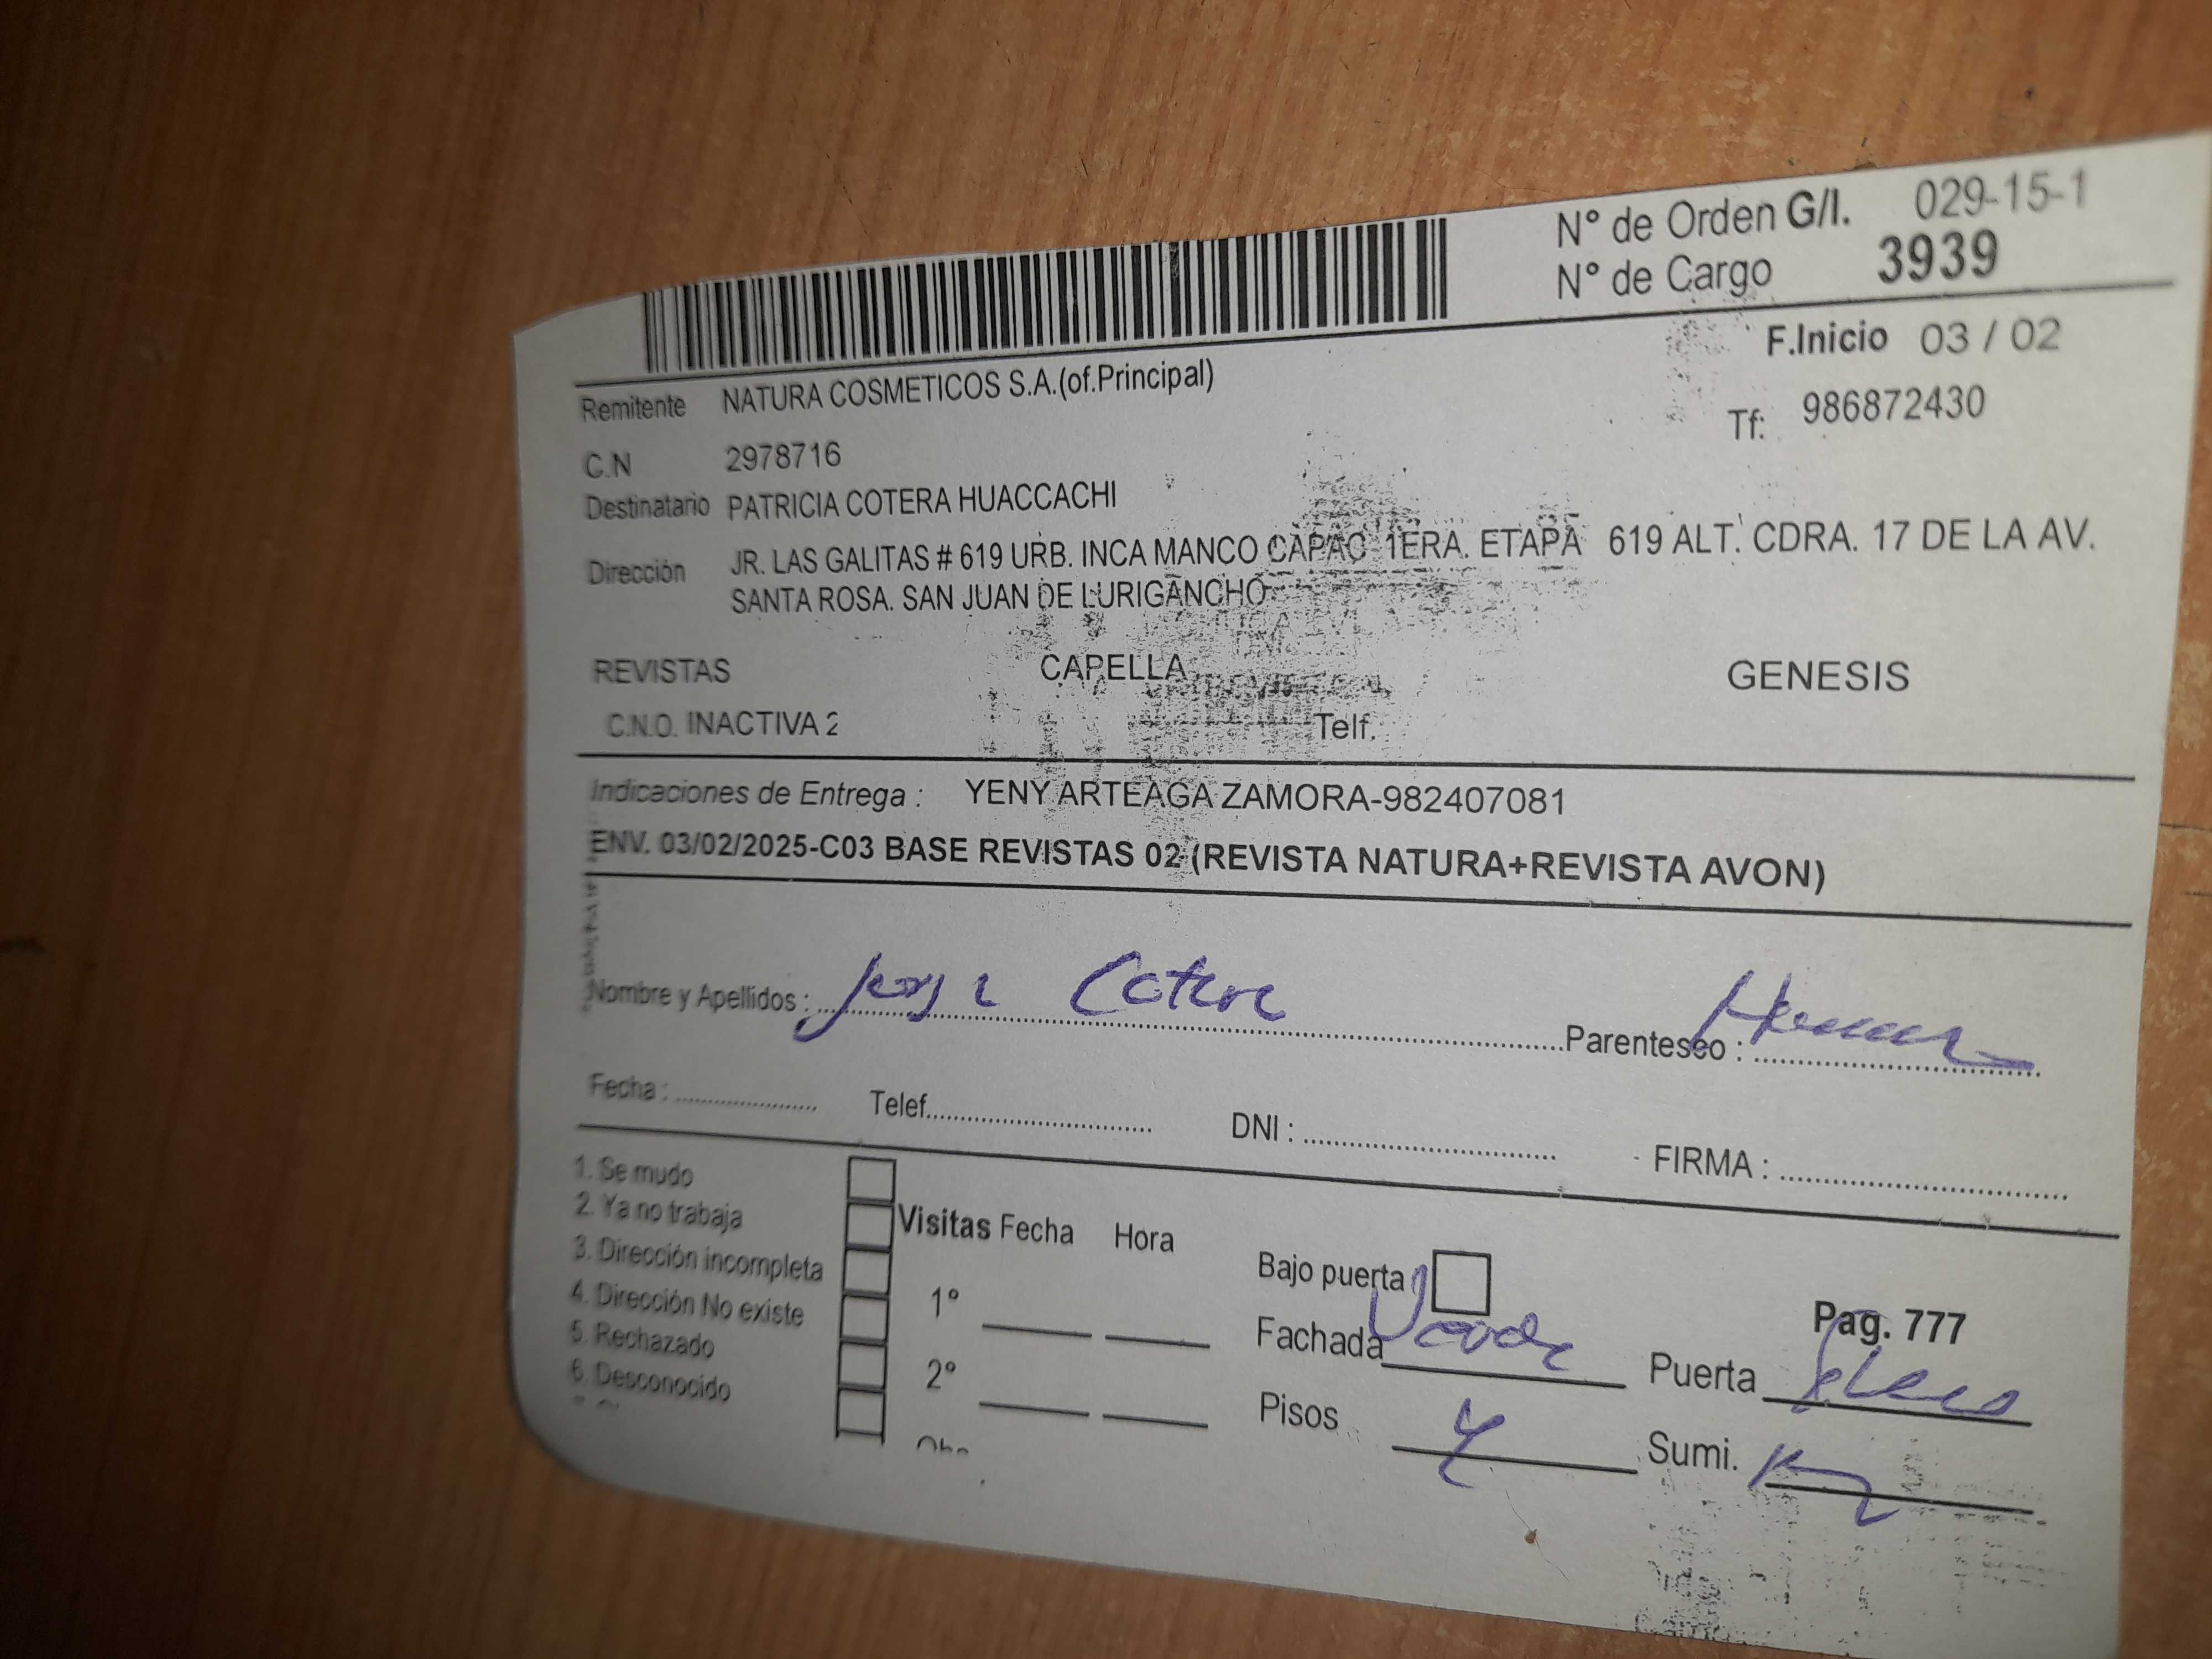 N° de Orden G/I. 029-15-1
N° de Cargo 3939
F.Inicio 03 / 02
Remitente NATURA COSMETICOS S.A.(of.Principal)
Tf: 986872430
C.N 2978716
Destinatario PATRICIA COTERA HUACCACHI
Dirección JR. LAS GALITAS # 619 URB. INCA MANCO CAPAC 1ERA. ETAPA 619 ALT. CDRA. 17 DE LA AV.
SANTA ROSA. SAN JUAN DE LURIGANCHO
REVISTAS CAPELLA GENESIS
C.N.O. INACTIVA 2 Telf.
Indicaciones de Entrega : YENY ARTEAGA ZAMORA-982407081
ENV. 03/02/2025-C03 BASE REVISTAS 02 (REVISTA NATURA+REVISTA AVON)
Nombre y Apellidos : Jorge Cotera Parentesco :
Fecha : Telef. DNI : FIRMA :
1. Se mudo
2. Ya no trabaja
3. Dirección incompleta
4. Dirección No existe
5. Rechazado
6. Desconocido
Visitas Fecha Hora
1°
2°
Bajo puerta
Pag. 777
Fachada Verde Puerta
Pisos 4 Sumi.